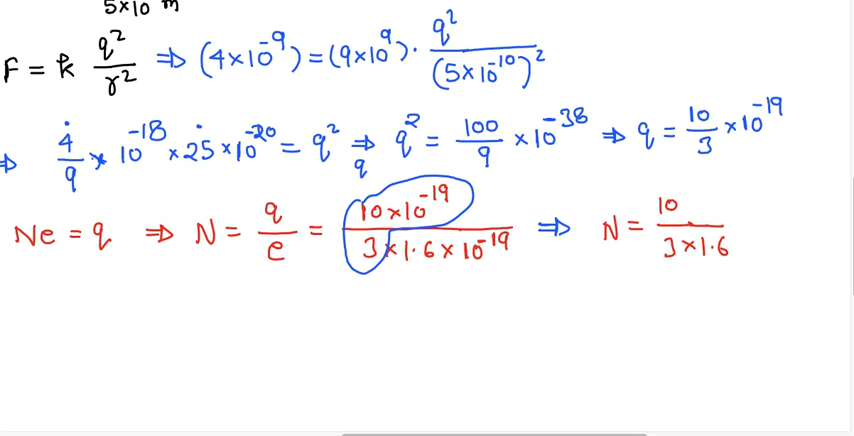 5×10 m
F = k q²/r² ⇒ (4×10⁻⁹) = (9×10⁹) · q²/(5×10⁻¹⁰)²
⇒ 4/9 × 10⁻¹⁸ × 25 × 10⁻²⁰ = q² ⇒ q² = 100/9 × 10⁻³⁸ ⇒ q = 10/3 × 10⁻¹⁹
q
Ne = q ⇒ N = q/e = 10×10⁻¹⁹/3×1.6×10⁻¹⁹ ⇒ N = 10/3×1.6